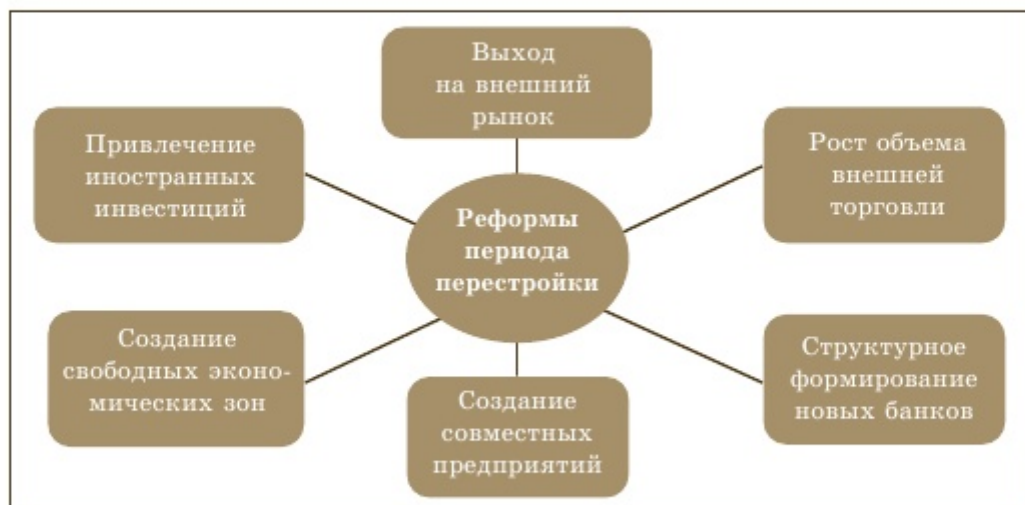 Выход
на внешний
рынок
Привлечение
иностранных
инвестиций
Рост объема
внешней
торговли
Реформы
периода
перестройки
Создание
свободных эконо-
мических зон
Создание
совместных
предприятий
Структурное
формирование
новых банков